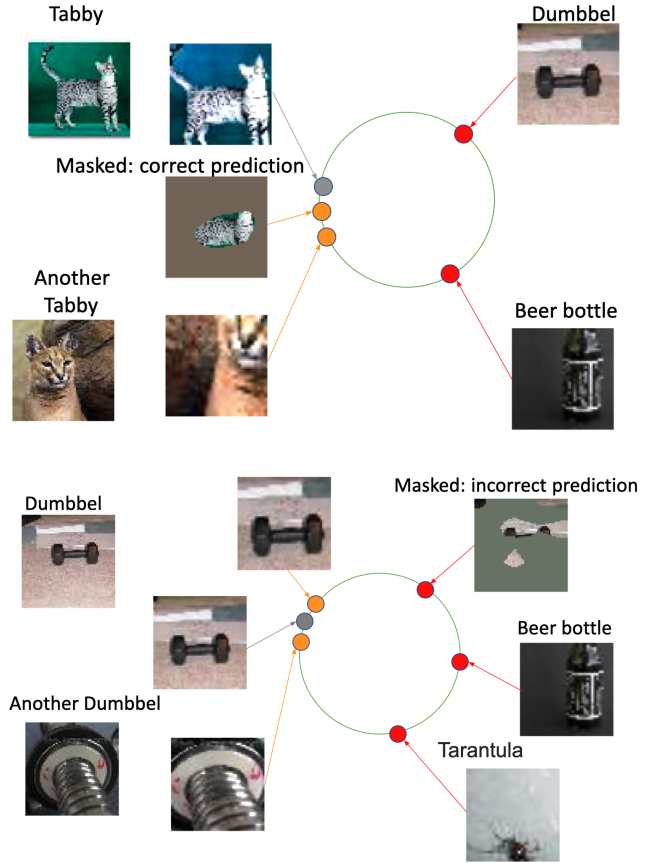 Tabby
Dumbbel
Masked: correct prediction
Another
Tabby
Beer bottle
Masked: incorrect prediction
Dumbbel
Beer bottle
Another Dumbbel
Tarantula